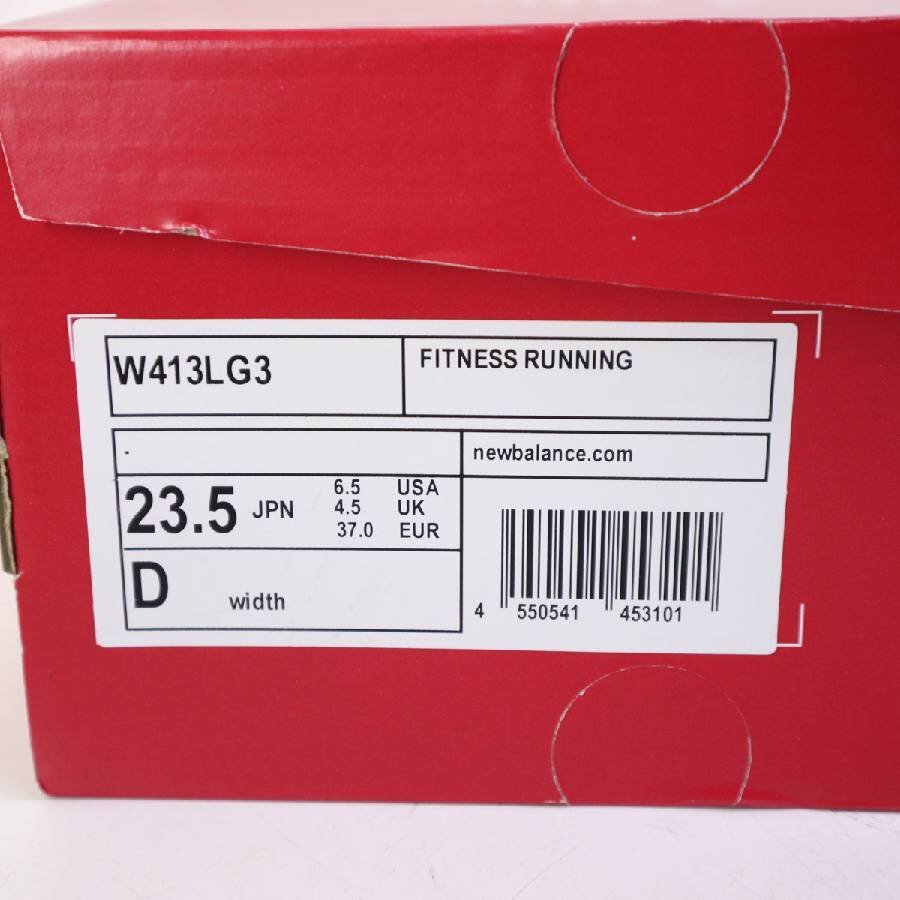 W413LG3
FITNESS RUNNING
.
newbalance.com
23.5 JPN
6.5 USA
4.5 UK
37.0 EUR
D width
4 550541 453101